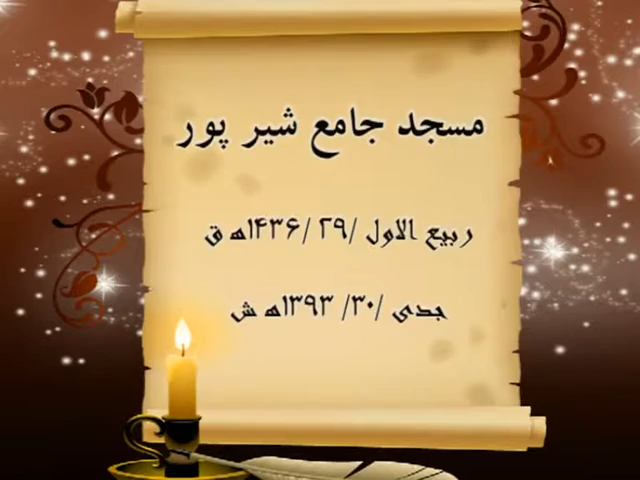 مسجد جامع شیر پور
ربیع الاول /۲۹ /۱۴۳۶ه ق
جدی /۳۰/ ۱۳۹۳ه ش